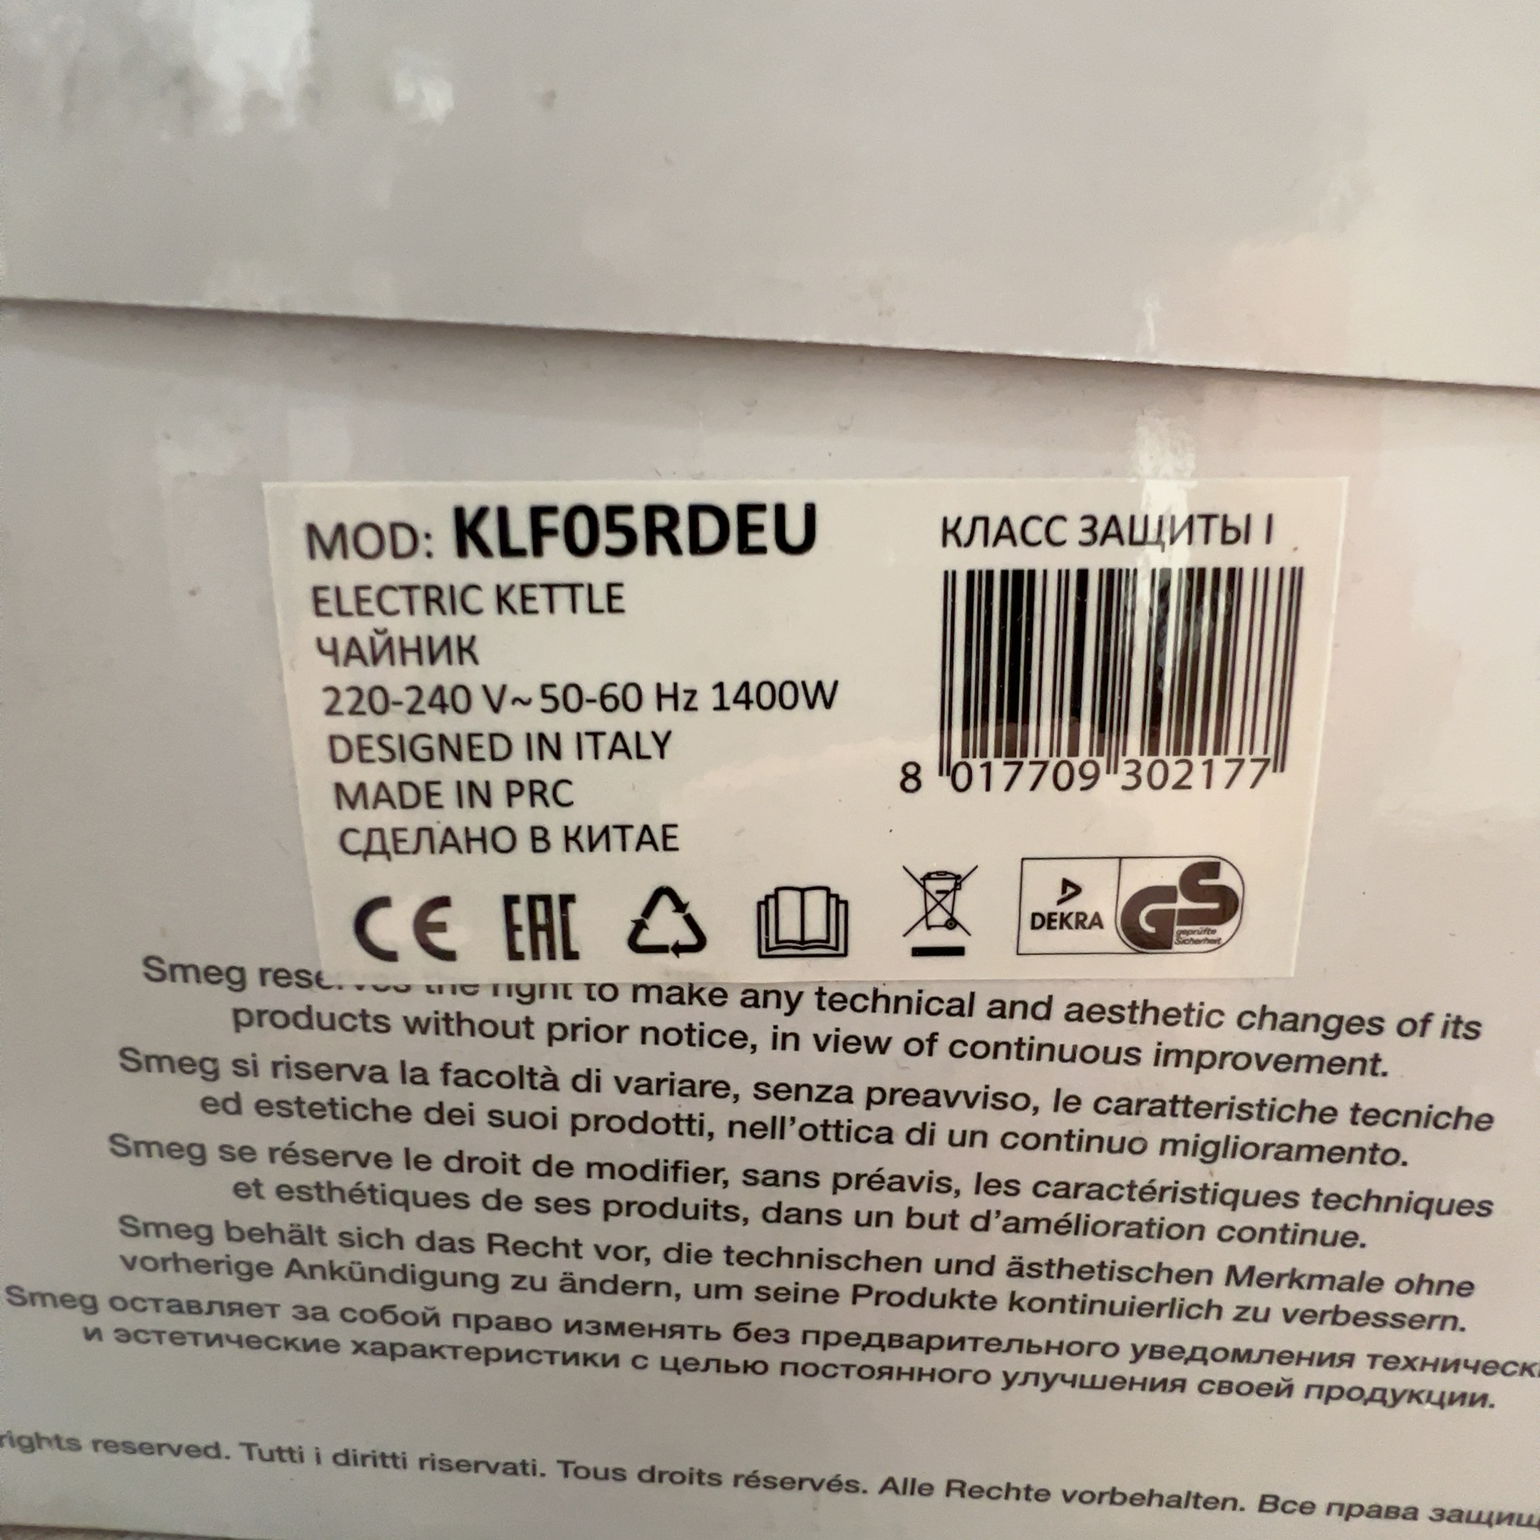 MOD: KLF05RDEU
ELECTRIC KETTLE
ЧАЙНИК
220-240 V~ 50-60 Hz 1400W
DESIGNED IN ITALY
MADE IN PRC
СДЕЛАНО В КИТАЕ
КЛАСС ЗАЩИТЫ I
8 017709 302177
CE EAC
DEKRA GS
geprüfte
Sicherheit
Smeg reserves the right to make any technical and aesthetic changes of its
products without prior notice, in view of continuous improvement.
Smeg si riserva la facoltà di variare, senza preavviso, le caratteristiche tecniche
ed estetiche dei suoi prodotti, nell'ottica di un continuo miglioramento.
Smeg se réserve le droit de modifier, sans préavis, les caractéristiques techniques
et esthétiques de ses produits, dans un but d'amélioration continue.
Smeg behält sich das Recht vor, die technischen und ästhetischen Merkmale ohne
vorherige Ankündigung zu ändern, um seine Produkte kontinuierlich zu verbessern.
Smeg оставляет за собой право изменять без предварительного уведомления техническ
и эстетические характеристики с целью постоянного улучшения своей продукции.
rights reserved. Tutti i diritti riservati. Tous droits réservés. Alle Rechte vorbehalten. Все права защищ